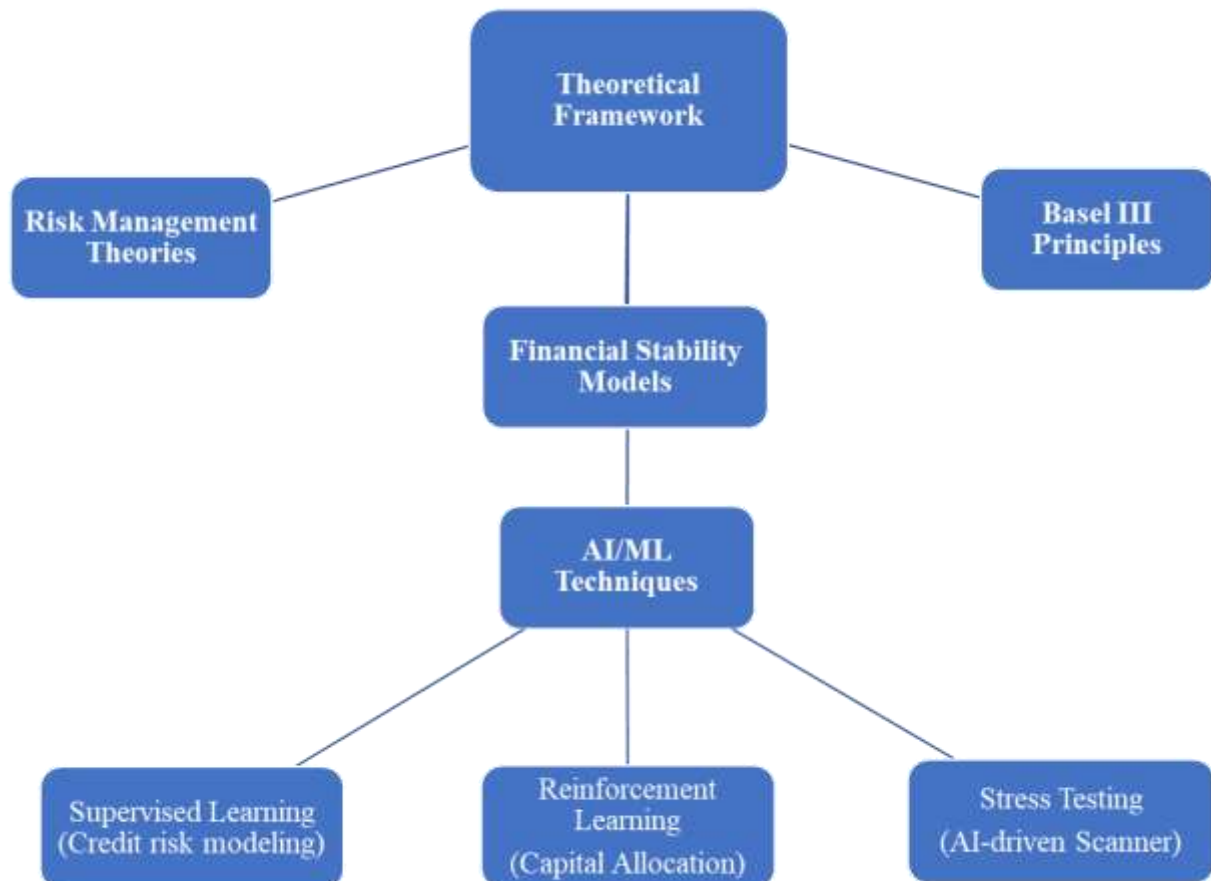 Theoretical
Framework
Risk Management
Theories
Basel III
Principles
Financial Stability
Models
AI/ML
Techniques
Supervised Learning
(Credit risk modeling)
Reinforcement
Learning
(Capital Allocation)
Stress Testing
(AI-driven Scanner)